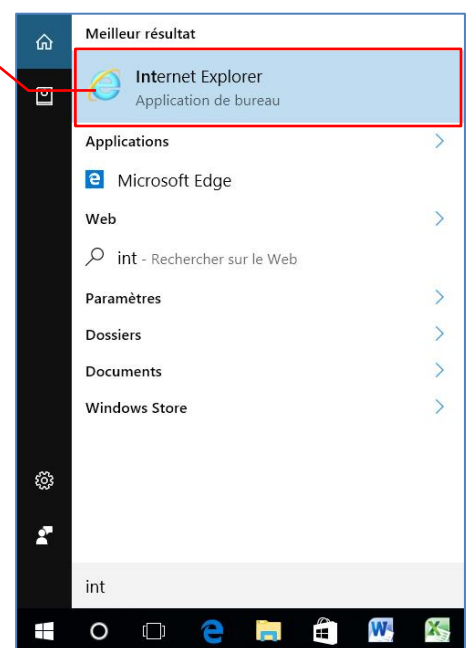 Meilleur résultat
Internet Explorer
Application de bureau
Applications
Microsoft Edge
Web
int - Rechercher sur le Web
Paramètres
Dossiers
Documents
Windows Store
int